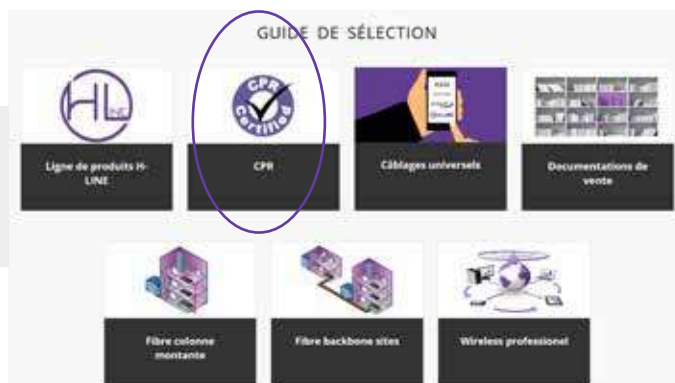 GUIDE DE SÉLECTION
HLINE
CPR
Certified
Ligne de produits H-
LINE
CPR
Câblages universels
Documentations de
vente
Fibre colonne
montante
Fibre backbone sites
Wireless professionel